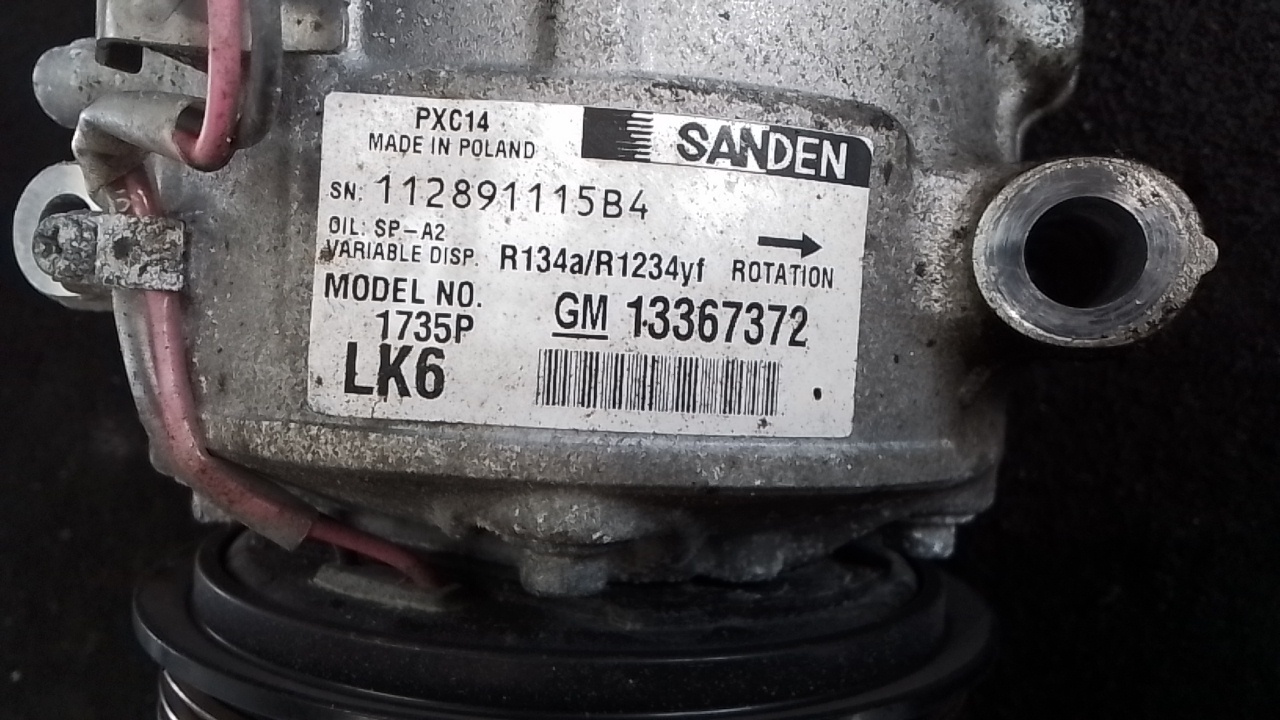 PXC14
MADE IN POLAND
SANDEN
SN. 112891115B4
OIL: SP-A2
VARIABLE DISP. R134a/R1234yf ROTATION
MODEL NO.
1735P
GM 13367372
LK6